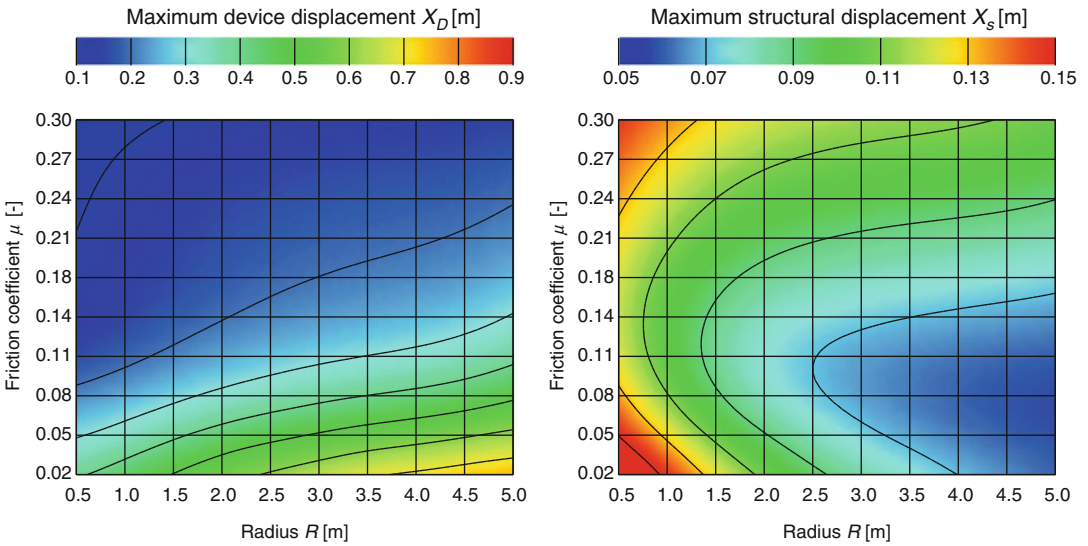 Maximum device displacement X_D [m]
0.1 0.2 0.3 0.4 0.5 0.6 0.7 0.8 0.9
Friction coefficient μ [-]
0.30
0.27
0.24
0.21
0.18
0.14
0.11
0.08
0.05
0.02
0.5 1.0 1.5 2.0 2.5 3.0 3.5 4.0 4.5 5.0
Radius R [m]
Maximum structural displacement X_s [m]
0.05 0.07 0.09 0.11 0.13 0.15
Friction coefficient μ [-]
0.30
0.27
0.24
0.21
0.18
0.14
0.11
0.08
0.05
0.02
0.5 1.0 1.5 2.0 2.5 3.0 3.5 4.0 4.5 5.0
Radius R [m]